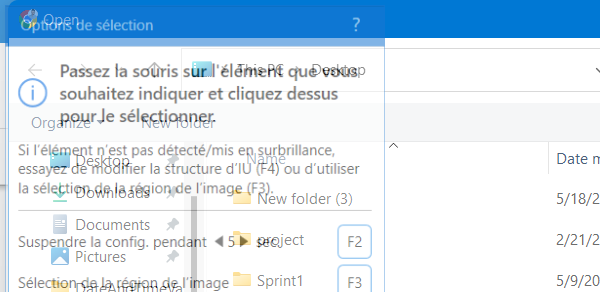 Open
Options de sélection ?
This PC Desktop
Passez la souris sur l'élément que vous
souhaitez indiquer et cliquez dessus
pour le sélectionner.
Organize New folder
Name Date m
Si l'élément n'est pas détecté/mis en surbrillance,
essayez de modifier la structure d'IU (F4) ou d'utiliser
la sélection de la région de l'image (F3).
Desktop
Downloads
Documents
Pictures
New folder (3) 5/18/2
project 2/21/2
Sprint1 5/9/20
Suspendre la config. pendant 5 sec. F2
Sélection de la région de l'image F3